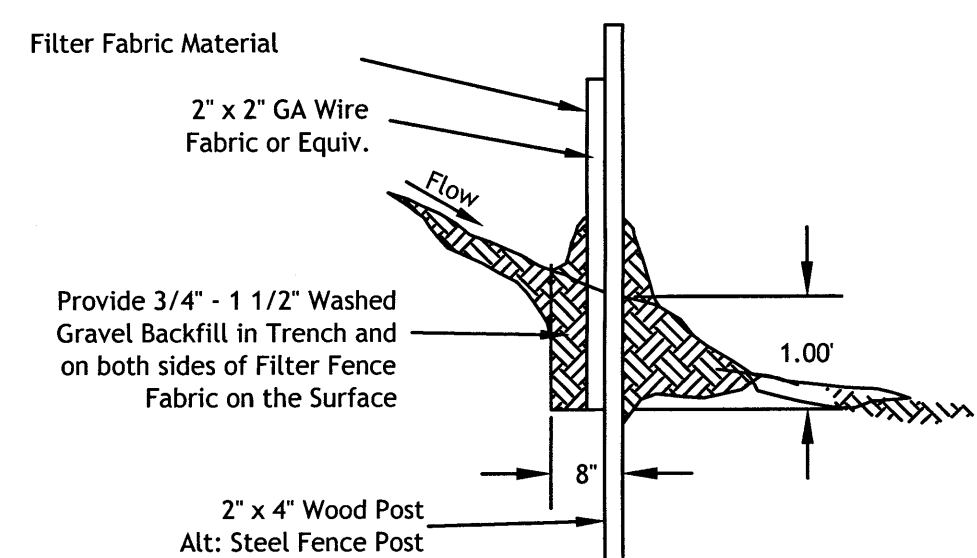 Filter Fabric Material
2" x 2" GA Wire
Fabric or Equiv.
Flow
Provide 3/4" - 1 1/2" Washed
Gravel Backfill in Trench and
on both sides of Filter Fence
Fabric on the Surface
1.00'
8"
2" x 4" Wood Post
Alt: Steel Fence Post